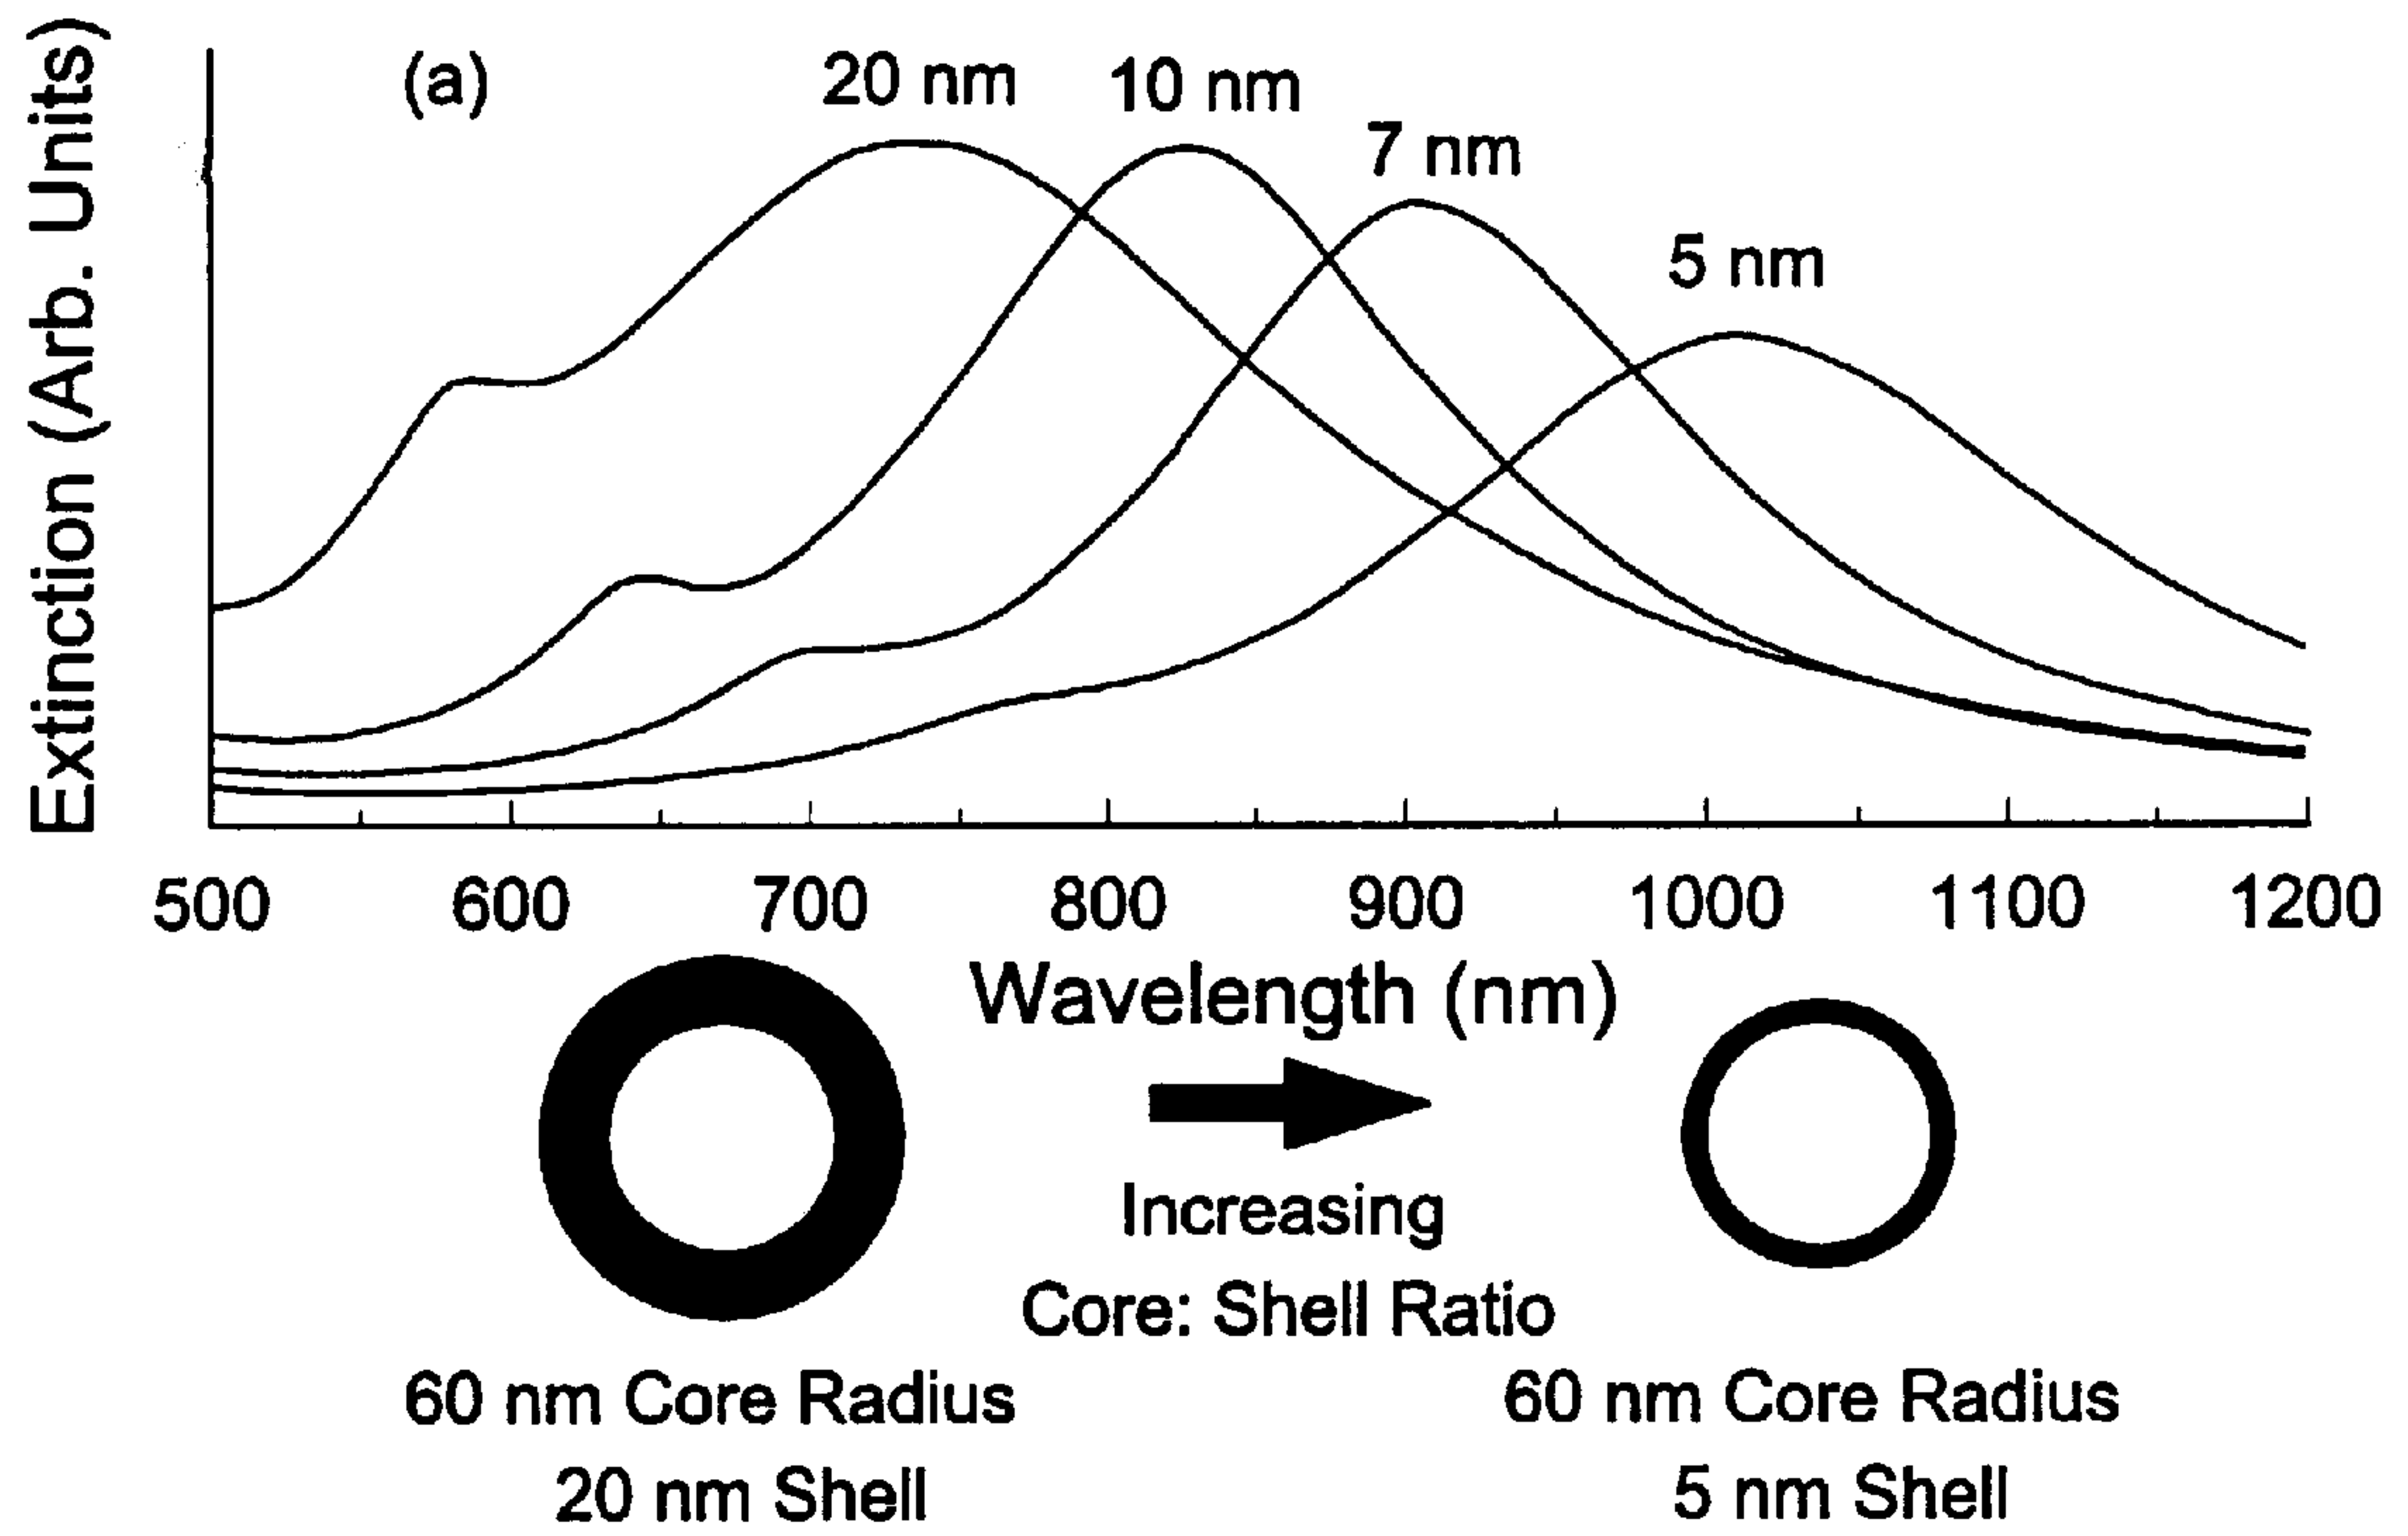 Extinction (Arb. Units)
(a)
20 nm
10 nm
7 nm
5 nm
500 600 700 800 900 1000 1100 1200
Wavelength (nm)
Increasing
Core: Shell Ratio
60 nm Core Radius
20 nm Shell
60 nm Core Radius
5 nm Shell